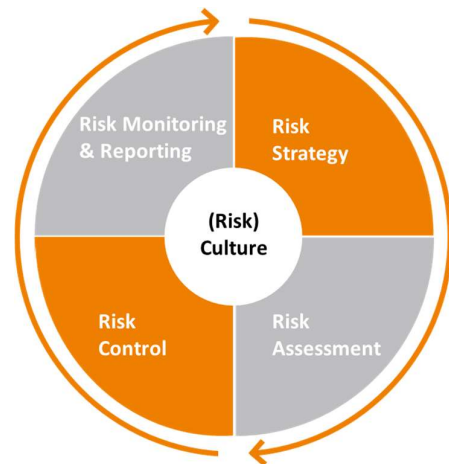 Risk Monitoring
& Reporting
Risk
Strategy
(Risk)
Culture
Risk
Control
Risk
Assessment